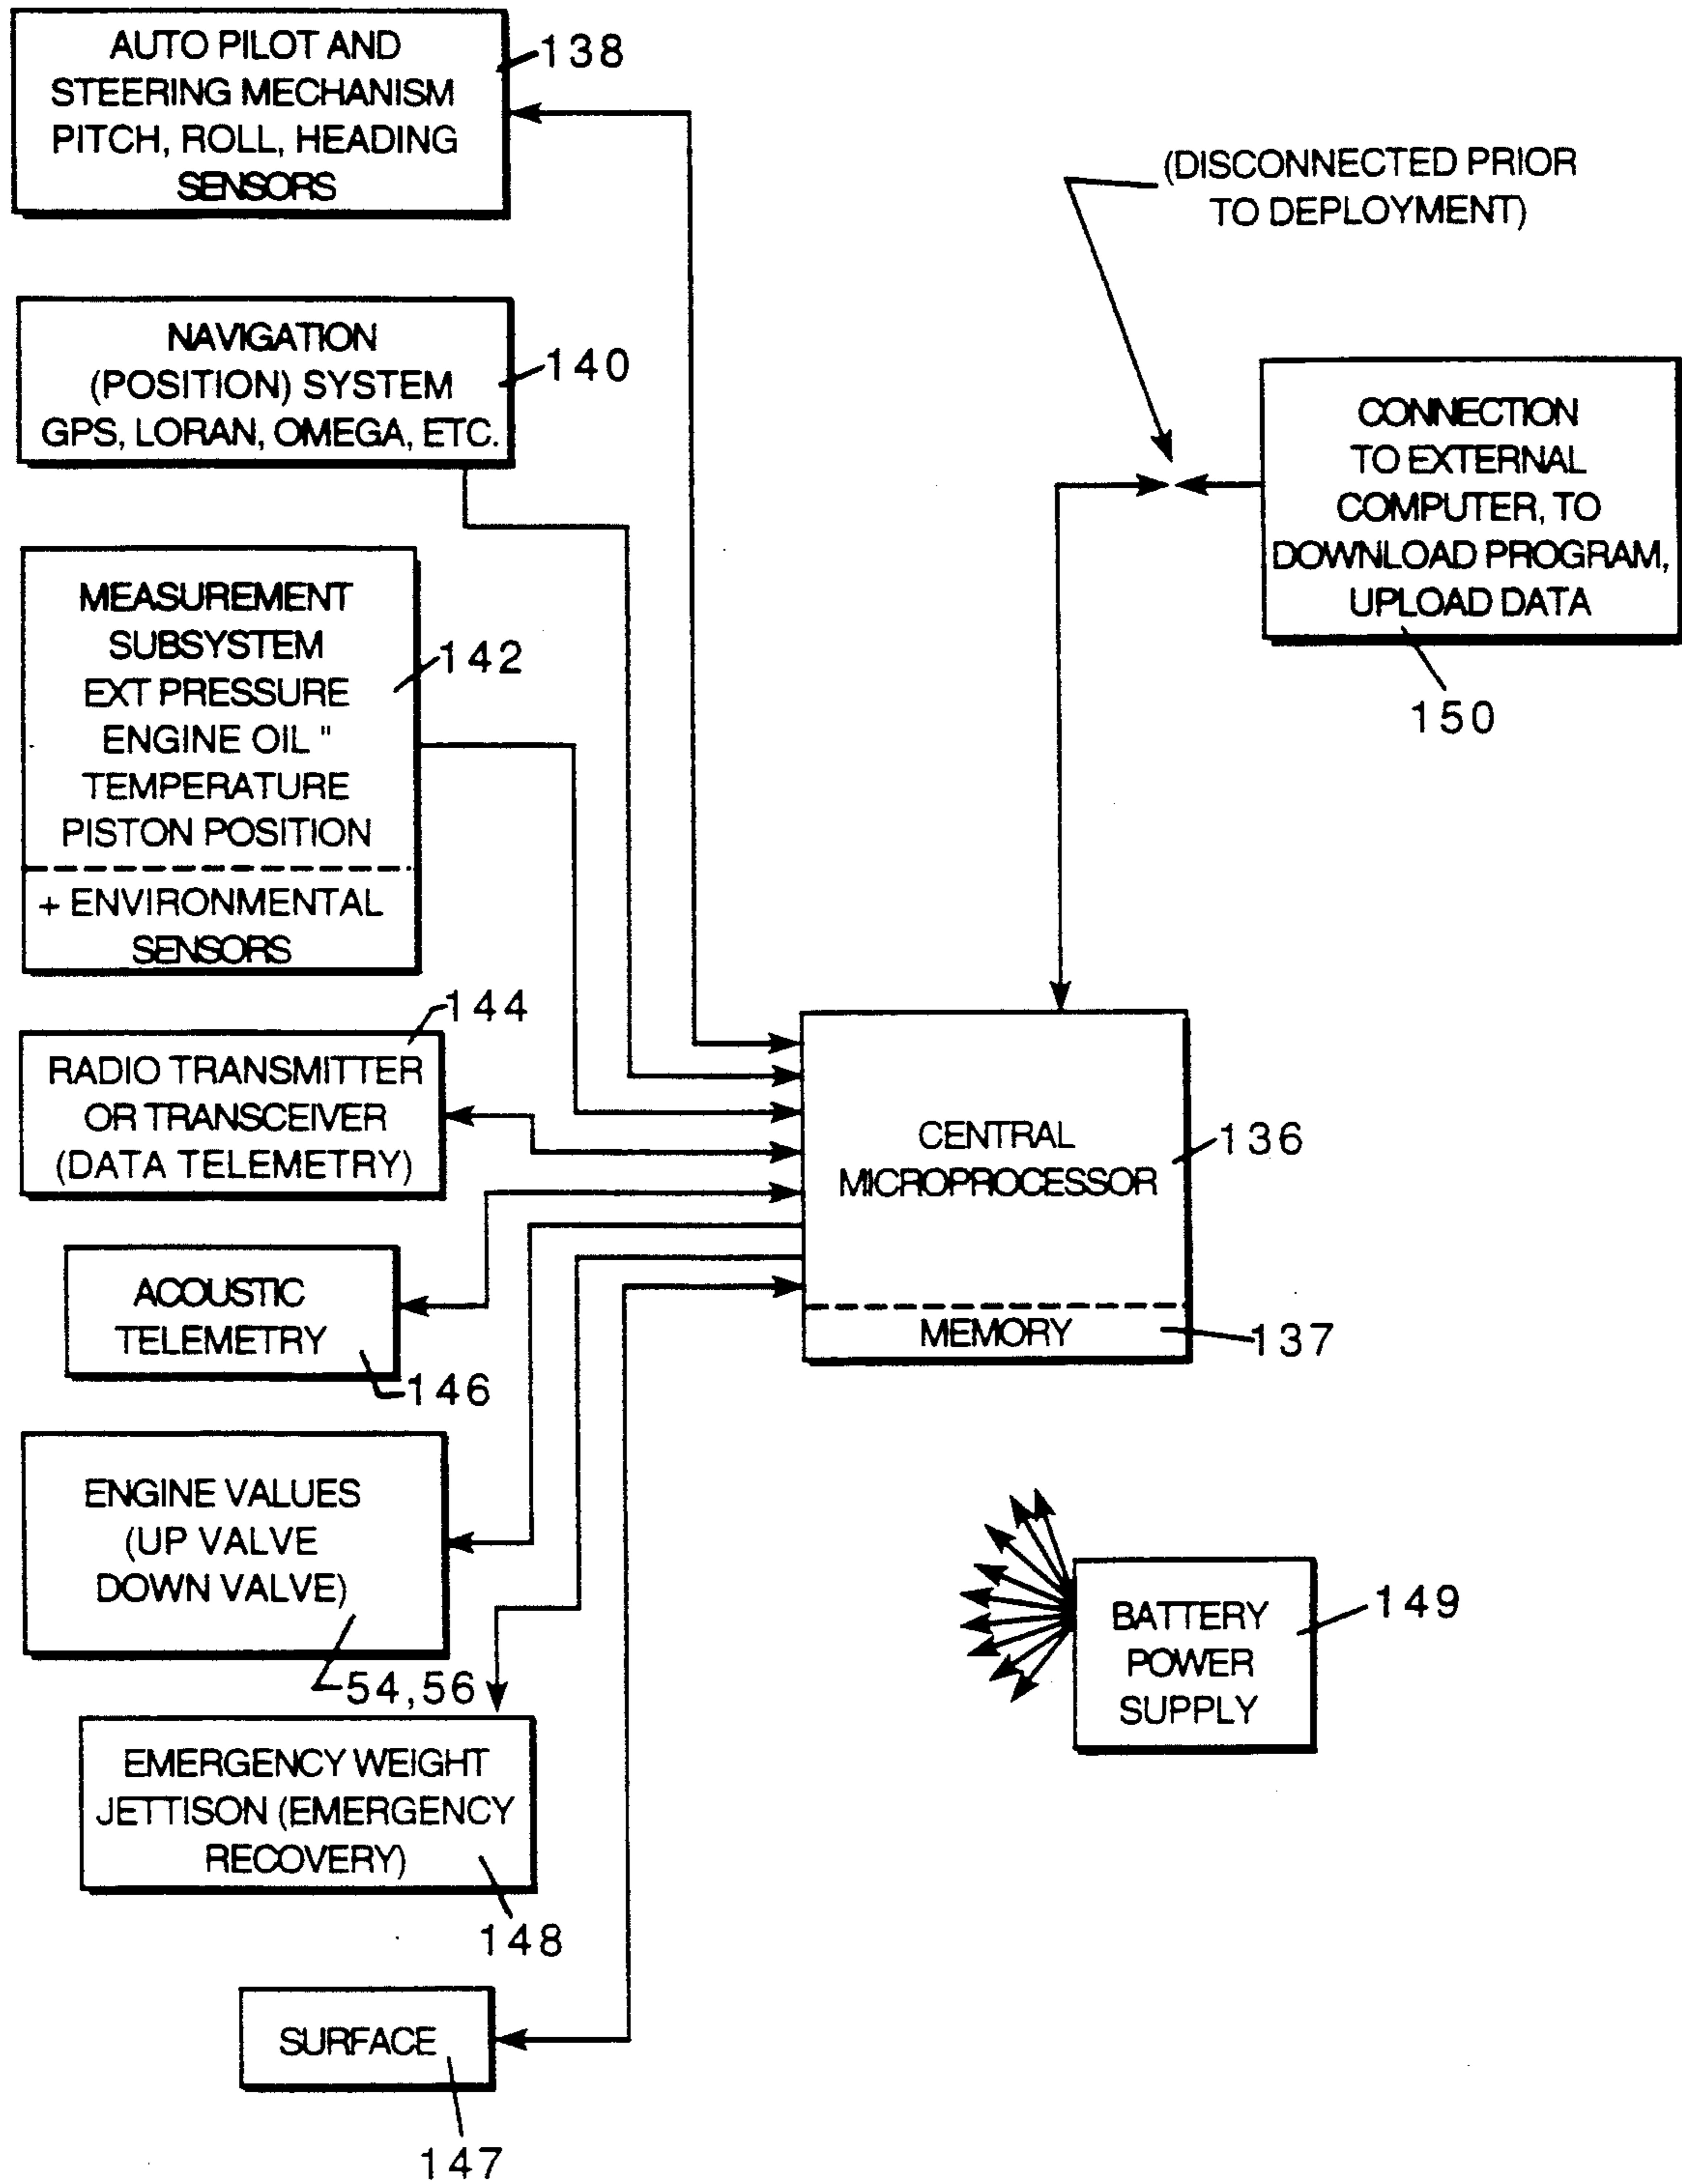 AUTO PILOT AND
STEERING MECHANISM
PITCH, ROLL, HEADING
SENSORS
138
(DISCONNECTED PRIOR
TO DEPLOYMENT)
NAVIGATION
(POSITION) SYSTEM
GPS, LORAN, OMEGA, ETC.
140
CONNECTION
TO EXTERNAL
COMPUTER, TO
DOWNLOAD PROGRAM,
UPLOAD DATA
150
MEASUREMENT
SUBSYSTEM
EXT PRESSURE
ENGINE OIL "
TEMPERATURE
PISTON POSITION
+ ENVIRONMENTAL
SENSORS
142
144
RADIO TRANSMITTER
OR TRANSCEIVER
(DATA TELEMETRY)
CENTRAL
MICROPROCESSOR
136
MEMORY
137
ACOUSTIC
TELEMETRY
146
ENGINE VALUES
(UP VALVE
DOWN VALVE)
54,56
BATTERY
POWER
SUPPLY
149
EMERGENCY WEIGHT
JETTISON (EMERGENCY
RECOVERY)
148
SURFACE
147